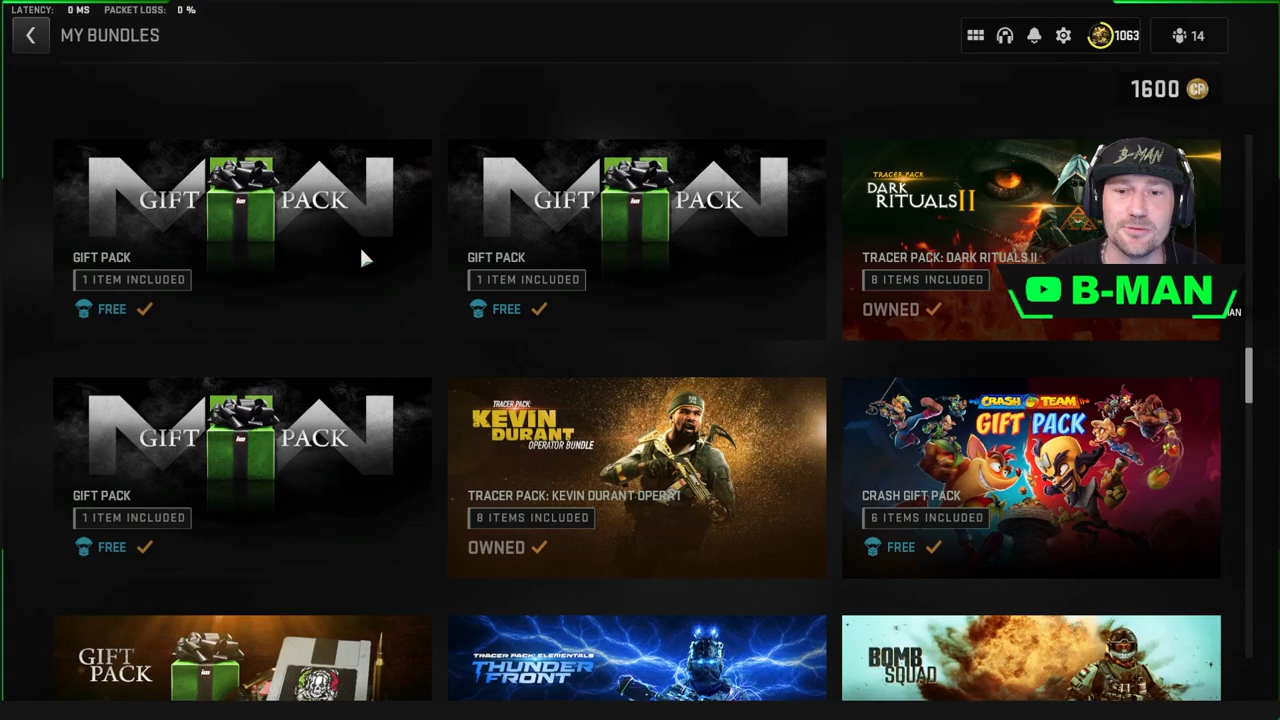 LATENCY: 0 MS PACKET LOSS: 0 %
MY BUNDLES
1063
14
1600 CP
GIFT PACK
GIFT PACK
1 ITEM INCLUDED
FREE
GIFT PACK
GIFT PACK
1 ITEM INCLUDED
FREE
TRACER PACK
DARK
RITUALS II
TRACER PACK: DARK RITUALS II
8 ITEMS INCLUDED
OWNED
B-MAN
B-MAN
AN
GIFT PACK
GIFT PACK
1 ITEM INCLUDED
FREE
TRACER PACK
KEVIN
DURANT
OPERATOR BUNDLE
TRACER PACK: KEVIN DURANT OPERAT
8 ITEMS INCLUDED
OWNED
CRASH TEAM
GIFT PACK
CRASH GIFT PACK
6 ITEMS INCLUDED
FREE
GIFT
PACK
TRACER PACK: ELEMENTALS
THUNDER
FRONT
BOMB
SQUAD